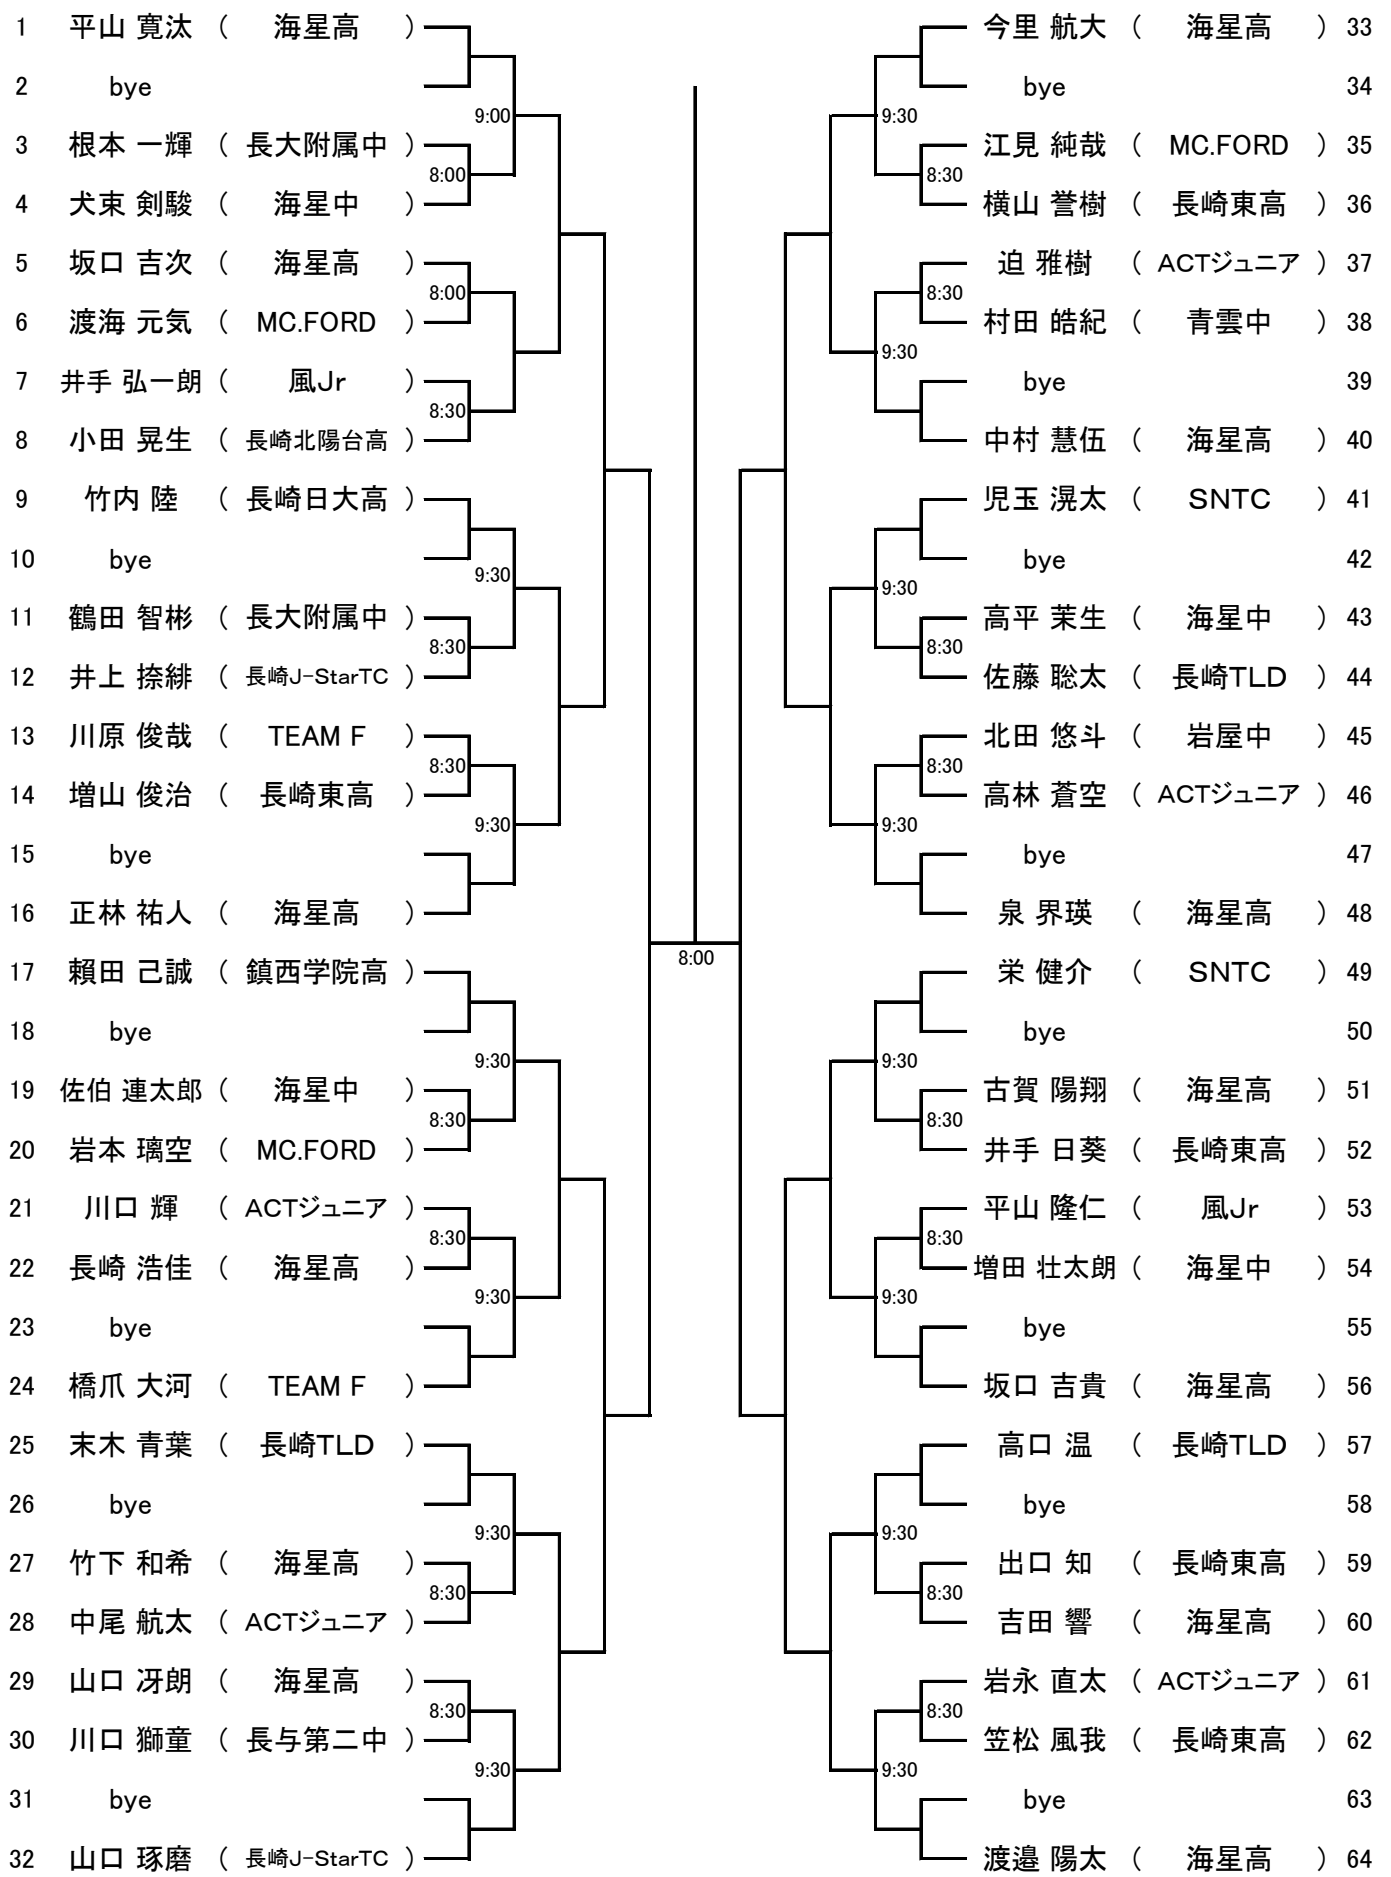 1 平山 寛汰 ( 海星高 )
2 bye
9:00
3 根本 一輝 ( 長大附属中 )
8:00
4 犬束 剣駿 ( 海星中 )
5 坂口 吉次 ( 海星高 )
8:00
6 渡海 元気 ( MC.FORD )
7 井手 弘一朗 ( 風Jr )
8:30
8 小田 晃生 ( 長崎北陽台高 )
9 竹内 陸 ( 長崎日大高 )
10 bye
9:30
11 鶴田 智彬 ( 長大附属中 )
8:30
12 井上 捺緋 ( 長崎J-StarTC )
13 川原 俊哉 ( TEAM F )
8:30
14 増山 俊治 ( 長崎東高 )
9:30
15 bye
16 正林 祐人 ( 海星高 )
17 賴田 己誠 ( 鎮西学院高 )
18 bye
9:30
19 佐伯 連太郎 ( 海星中 )
8:30
20 岩本 璃空 ( MC.FORD )
21 川口 輝 ( ACTジュニア )
8:30
22 長崎 浩佳 ( 海星高 )
9:30
23 bye
24 橋爪 大河 ( TEAM F )
25 末木 青葉 ( 長崎TLD )
26 bye
9:30
27 竹下 和希 ( 海星高 )
8:30
28 中尾 航太 ( ACTジュニア )
29 山口 冴朗 ( 海星高 )
8:30
30 川口 獅童 ( 長与第二中 )
9:30
31 bye
32 山口 琢磨 ( 長崎J-StarTC )
8:00
今里 航大 ( 海星高 ) 33
bye 34
9:30
江見 純哉 ( MC.FORD ) 35
8:30
横山 誉樹 ( 長崎東高 ) 36
迫 雅樹 ( ACTジュニア ) 37
8:30
村田 皓紀 ( 青雲中 ) 38
9:30
bye 39
中村 慧伍 ( 海星高 ) 40
児玉 滉太 ( SNTC ) 41
bye 42
9:30
高平 茉生 ( 海星中 ) 43
8:30
佐藤 聡太 ( 長崎TLD ) 44
北田 悠斗 ( 岩屋中 ) 45
8:30
高林 蒼空 ( ACTジュニア ) 46
9:30
bye 47
泉 界瑛 ( 海星高 ) 48
栄 健介 ( SNTC ) 49
bye 50
9:30
古賀 陽翔 ( 海星高 ) 51
8:30
井手 日葵 ( 長崎東高 ) 52
平山 隆仁 ( 風Jr ) 53
8:30
増田 壮太朗 ( 海星中 ) 54
9:30
bye 55
坂口 吉貴 ( 海星高 ) 56
高口 温 ( 長崎TLD ) 57
bye 58
9:30
出口 知 ( 長崎東高 ) 59
8:30
吉田 響 ( 海星高 ) 60
岩永 直太 ( ACTジュニア ) 61
8:30
笠松 風我 ( 長崎東高 ) 62
9:30
bye 63
渡邉 陽太 ( 海星高 ) 64